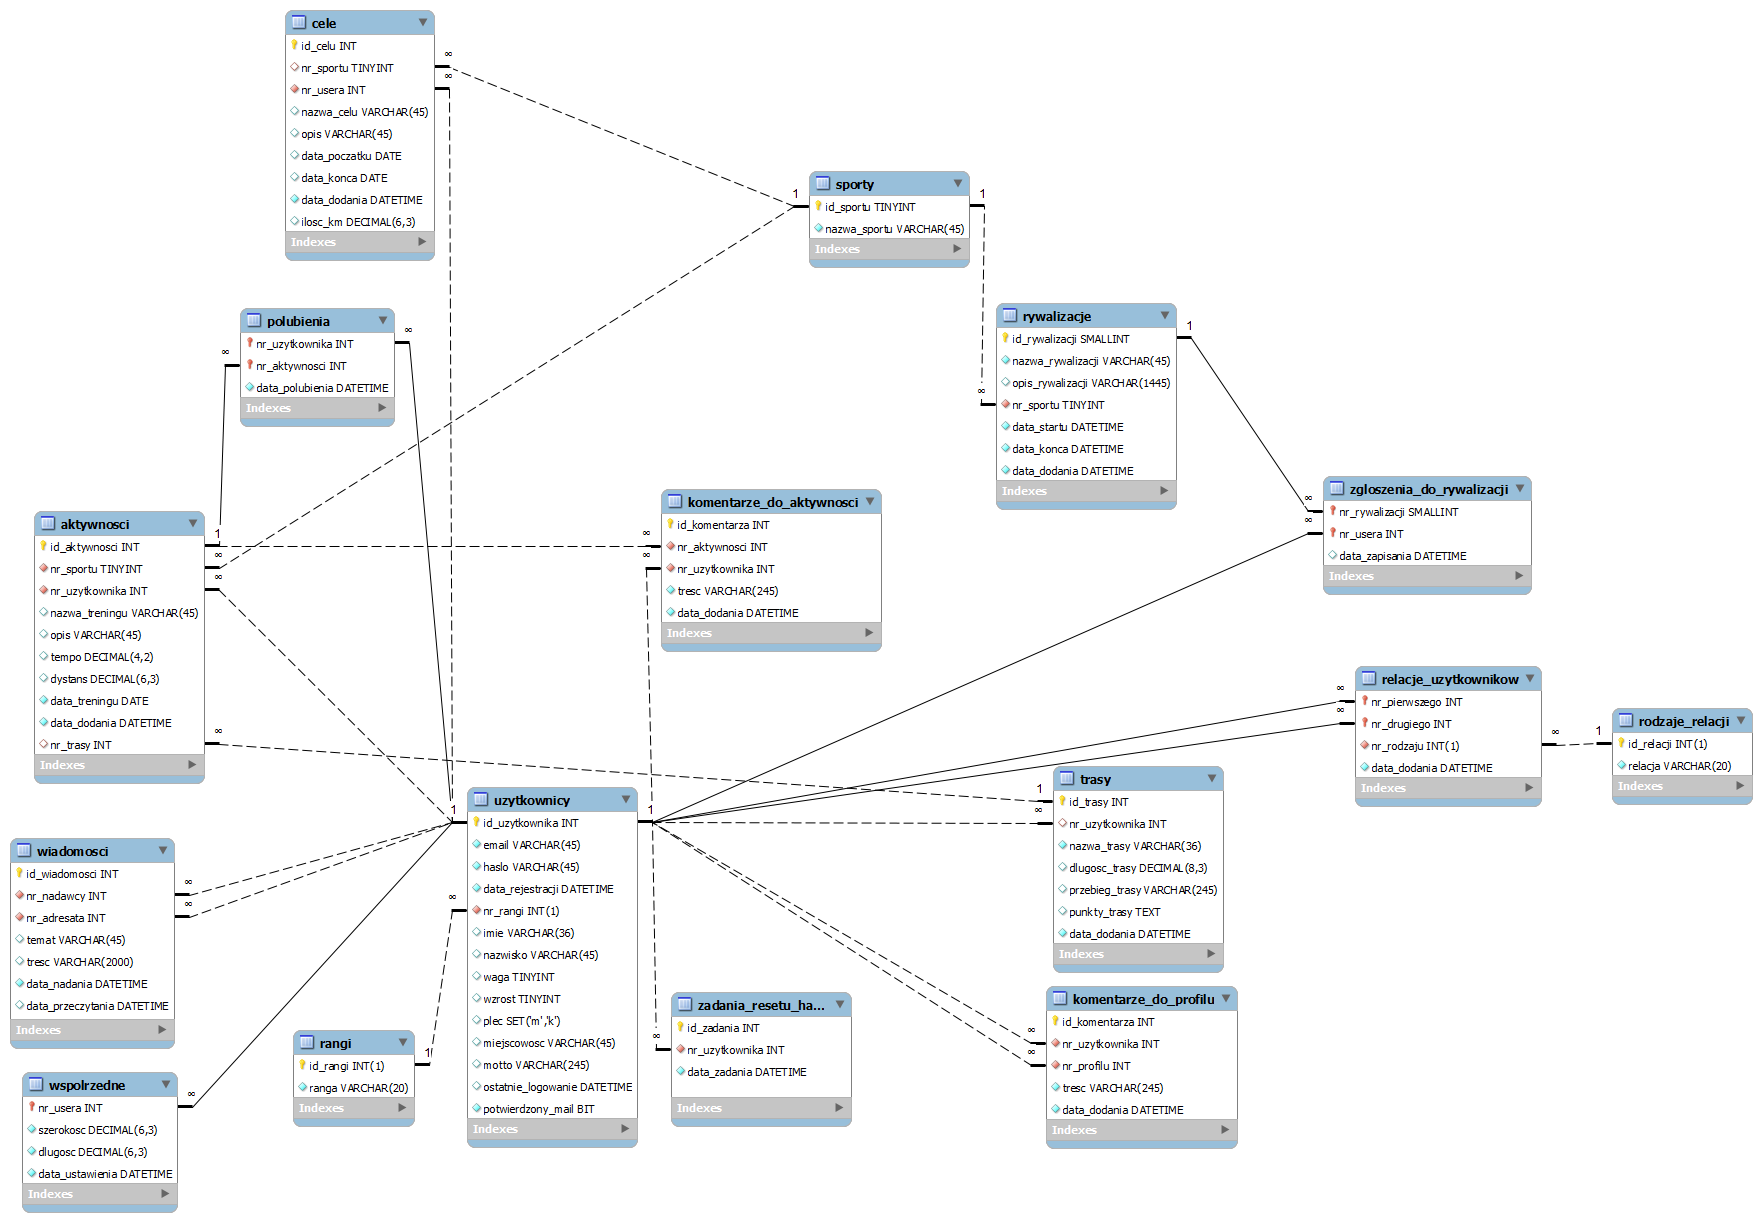 cele
id_celu INT
nr_sportu TINYINT
nr_usera INT
nazwa_celu VARCHAR(45)
opis VARCHAR(45)
data_poczatku DATE
data_konca DATE
data_dodania DATETIME
ilosc_km DECIMAL(6,3)
Indexes
∞
∞
sporty
id_sportu TINYINT
nazwa_sportu VARCHAR(45)
Indexes
1
1
polubienia
nr_uzytkownika INT
nr_aktywnosci INT
data_polubienia DATETIME
Indexes
∞
∞
rywalizacje
id_rywalizacji SMALLINT
nazwa_rywalizacji VARCHAR(45)
opis_rywalizacji VARCHAR(1445)
nr_sportu TINYINT
data_startu DATETIME
data_konca DATETIME
data_dodania DATETIME
Indexes
1
∞
zgloszenia_do_rywalizacji
nr_rywalizacji SMALLINT
nr_usera INT
data_zapisania DATETIME
Indexes
∞
∞
komentarze_do_aktywnosci
id_komentarza INT
nr_aktywnosci INT
nr_uzytkownika INT
tresc VARCHAR(245)
data_dodania DATETIME
Indexes
∞
∞
aktywnosci
id_aktywnosci INT
nr_sportu TINYINT
nr_uzytkownika INT
nazwa_treningu VARCHAR(45)
opis VARCHAR(45)
tempo DECIMAL(4,2)
dystans DECIMAL(6,3)
data_treningu DATE
data_dodania DATETIME
nr_trasy INT
Indexes
1
∞
∞
∞
relacje_uzytkownikow
nr_pierwszego INT
nr_drugiego INT
nr_rodzaju INT(1)
data_dodania DATETIME
Indexes
∞
∞
∞
rodzaje_relacji
id_relacji INT(1)
relacja VARCHAR(20)
Indexes
1
trasy
id_trasy INT
nr_uzytkownika INT
nazwa_trasy VARCHAR(36)
dlugosc_trasy DECIMAL(8,3)
przebieg_trasy VARCHAR(245)
punkty_trasy TEXT
data_dodania DATETIME
Indexes
1
∞
uzytkownicy
id_uzytkownika INT
email VARCHAR(45)
haslo VARCHAR(45)
data_rejestracji DATETIME
nr_rangi INT(1)
imie VARCHAR(36)
nazwisko VARCHAR(45)
waga TINYINT
wzrost TINYINT
plec SET('m','k')
miejscowosc VARCHAR(45)
motto VARCHAR(245)
ostatnie_logowanie DATETIME
potwierdzony_mail BIT
Indexes
1
1
∞
wiadomosci
id_wiadomosci INT
nr_nadawcy INT
nr_adresata INT
temat VARCHAR(45)
tresc VARCHAR(2000)
data_nadania DATETIME
data_przeczytania DATETIME
Indexes
∞
∞
komentarze_do_profilu
id_komentarza INT
nr_uzytkownika INT
nr_profilu INT
tresc VARCHAR(245)
data_dodania DATETIME
Indexes
∞
∞
zadania_resetu_ha...
id_zadania INT
nr_uzytkownika INT
data_zadania DATETIME
Indexes
∞
rangi
id_rangi INT(1)
ranga VARCHAR(20)
Indexes
1
wspolrzedne
nr_usera INT
szerokosc DECIMAL(6,3)
dlugosc DECIMAL(6,3)
data_ustawienia DATETIME
Indexes
∞